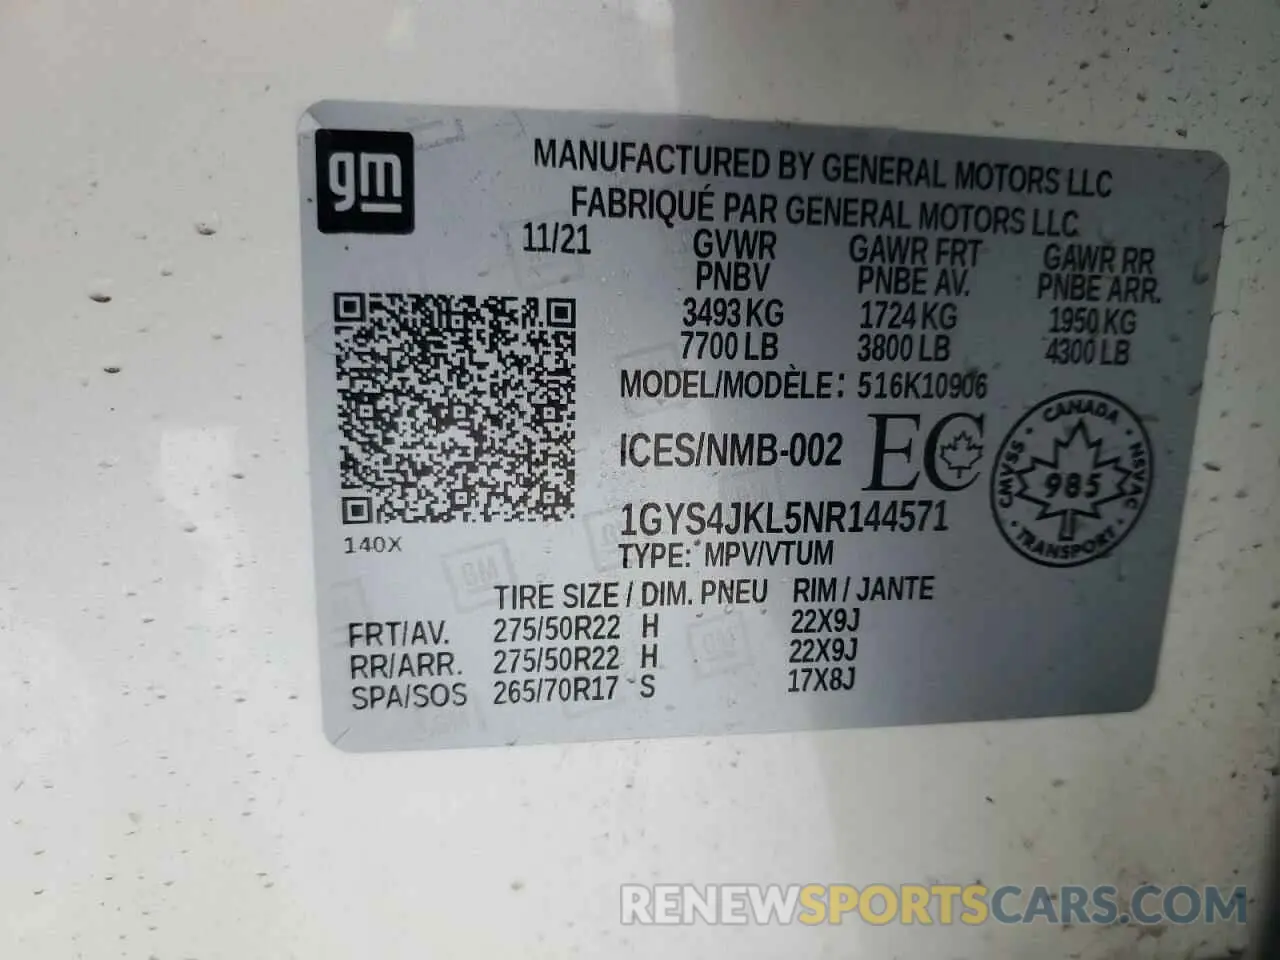 gm
MANUFACTURED BY GENERAL MOTORS LLC
FABRIQUÉ PAR GENERAL MOTORS LLC
11/21 GVWR GAWR FRT GAWR RR
PNBV PNBE AV. PNBE ARR.
3493 KG 1724 KG 1950 KG
7700 LB 3800 LB 4300 LB
MODEL/MODÈLE: 516K10906
ICES/NMB-002 EC
CANADA
CMVSS · NSVAC
985
TRANSPORT
1GYS4JKL5NR144571
140X
TYPE: MPV/VTUM
TIRE SIZE / DIM. PNEU RIM / JANTE
FRT/AV. 275/50R22 H 22X9J
RR/ARR. 275/50R22 H 22X9J
SPA/SOS 265/70R17 S 17X8J
GM
RENEWSPORTSCARS.COM